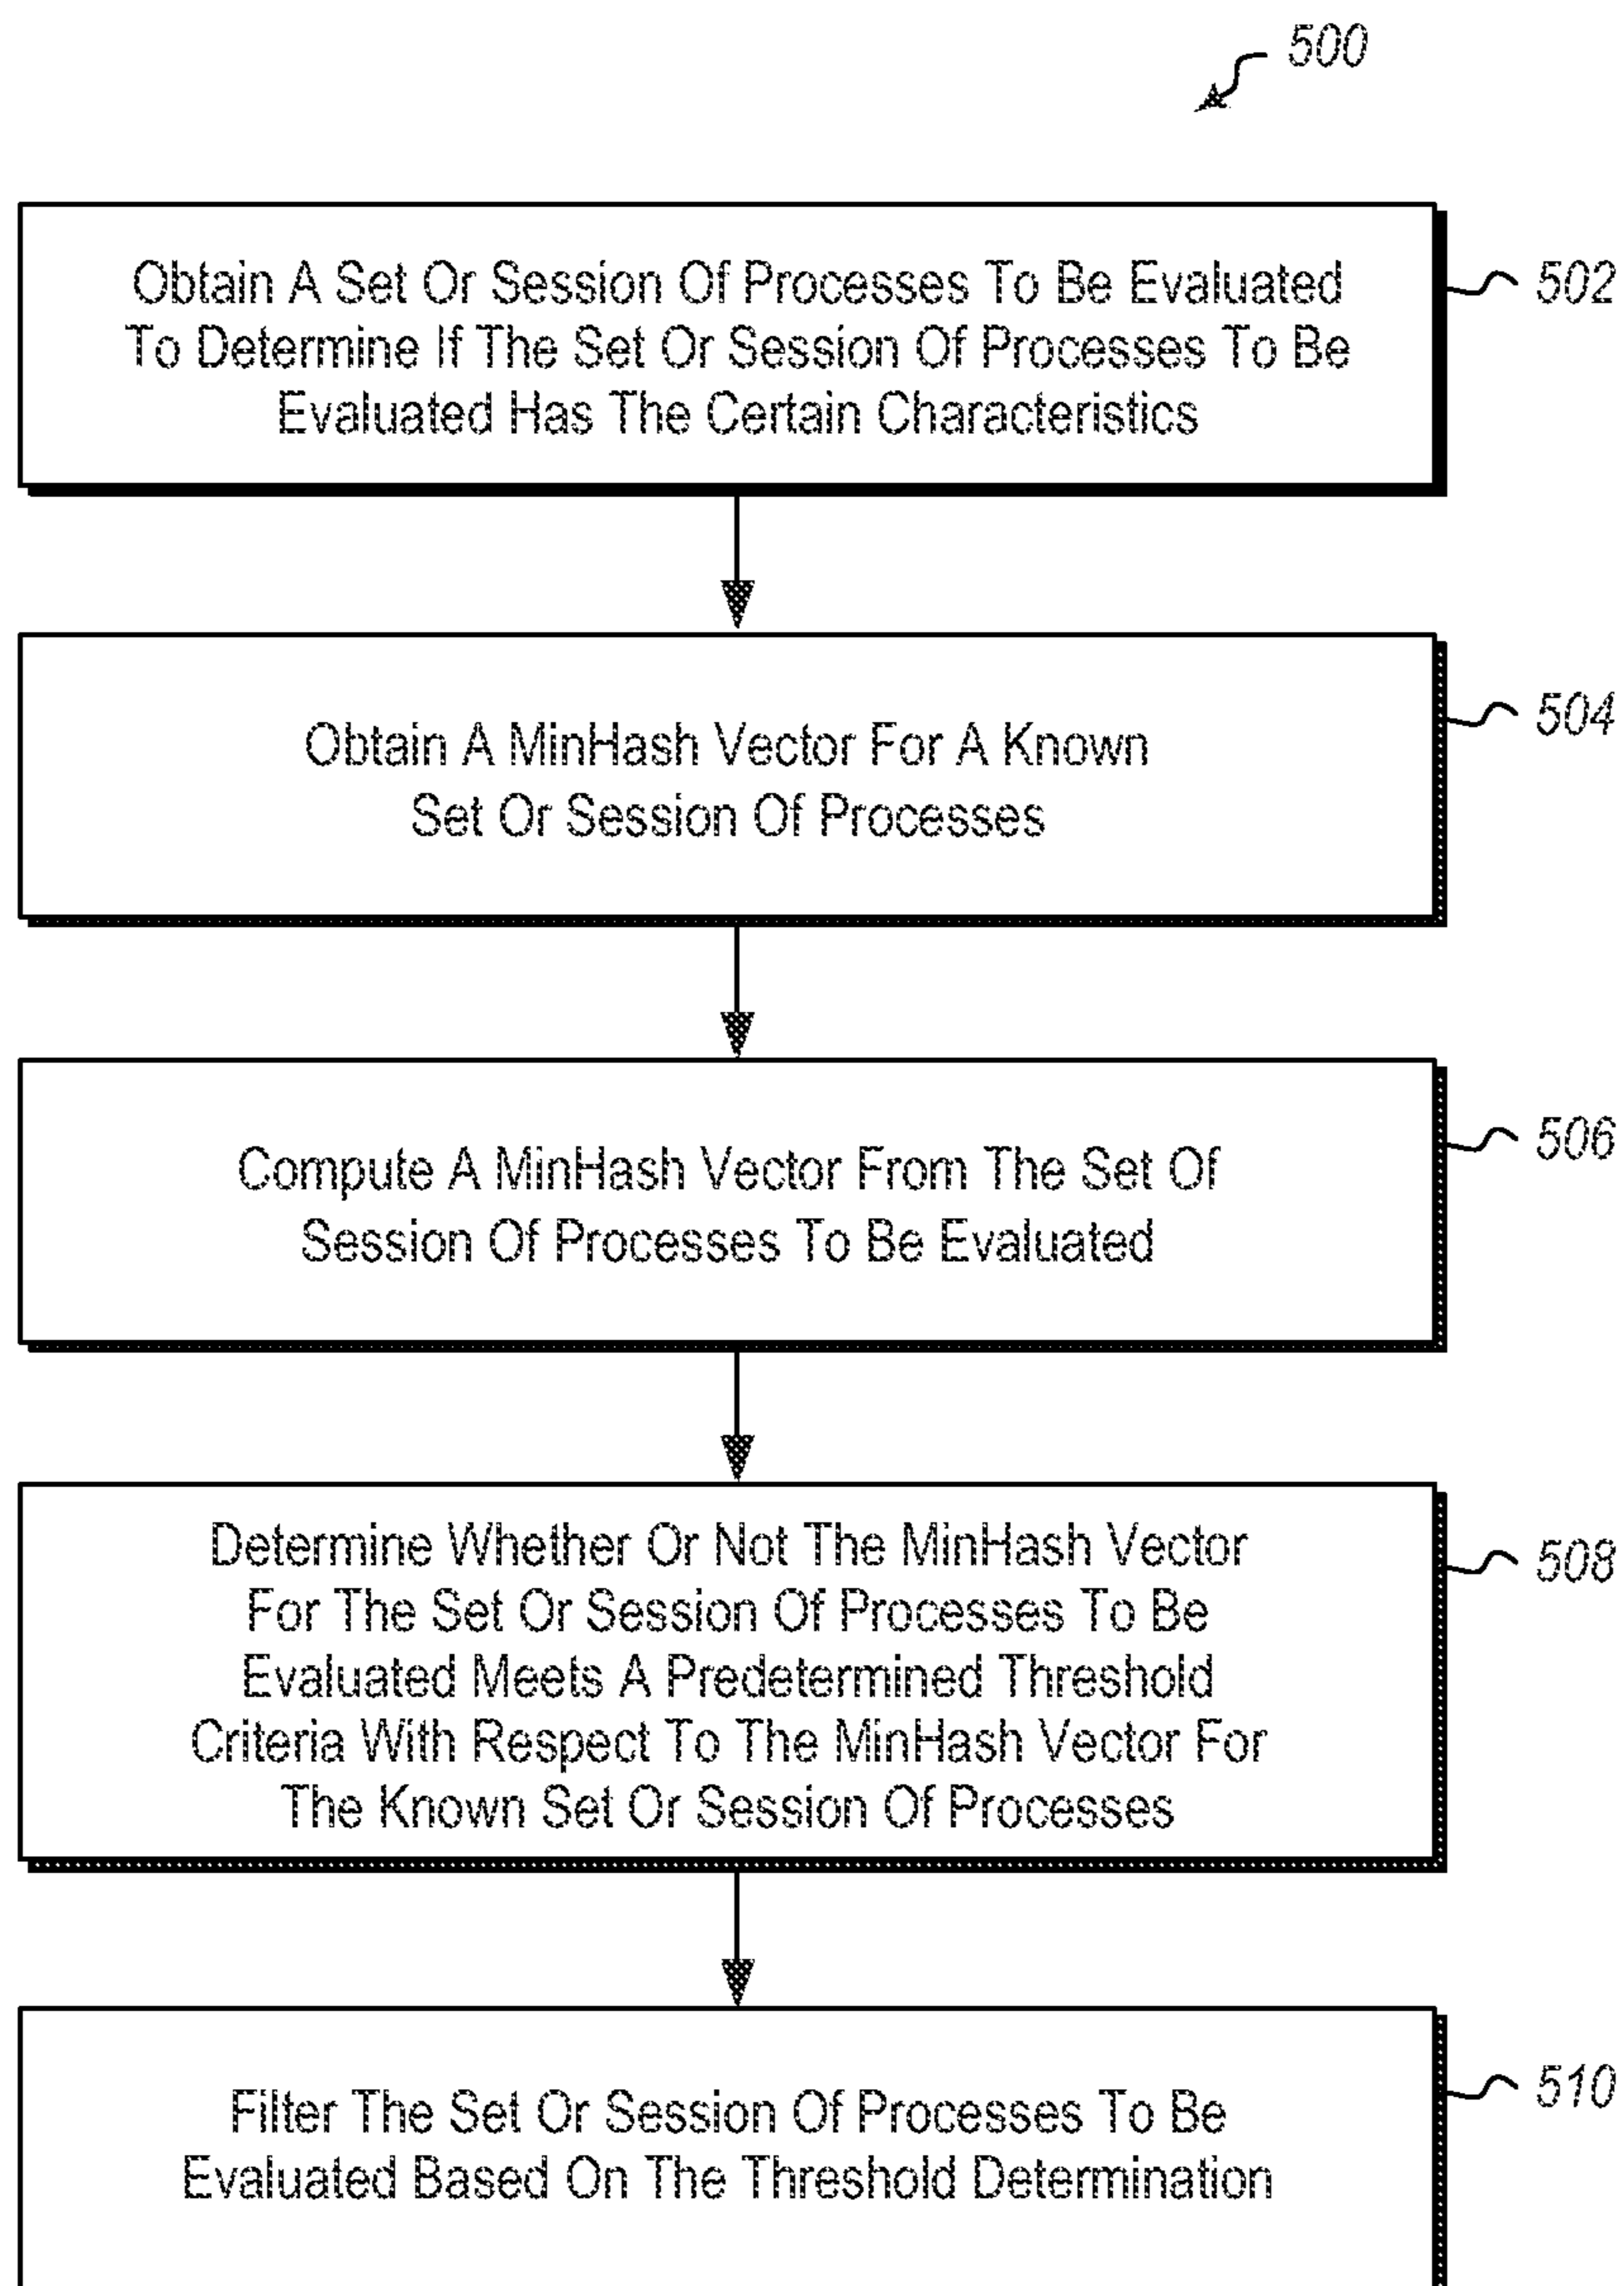 500
Obtain A Set Or Session Of Processes To Be Evaluated
To Determine If The Set Or Session Of Processes To Be
Evaluated Has The Certain Characteristics
502
Obtain A MinHash Vector For A Known
Set Or Session Of Processes
504
Compute A MinHash Vector From The Set Of
Session Of Processes To Be Evaluated
506
Determine Whether Or Not The MinHash Vector
For The Set Or Session Of Processes To Be
Evaluated Meets A Predetermined Threshold
Criteria With Respect To The MinHash Vector For
The Known Set Or Session Of Processes
508
Filter The Set Or Session Of Processes To Be
Evaluated Based On The Threshold Determination
510